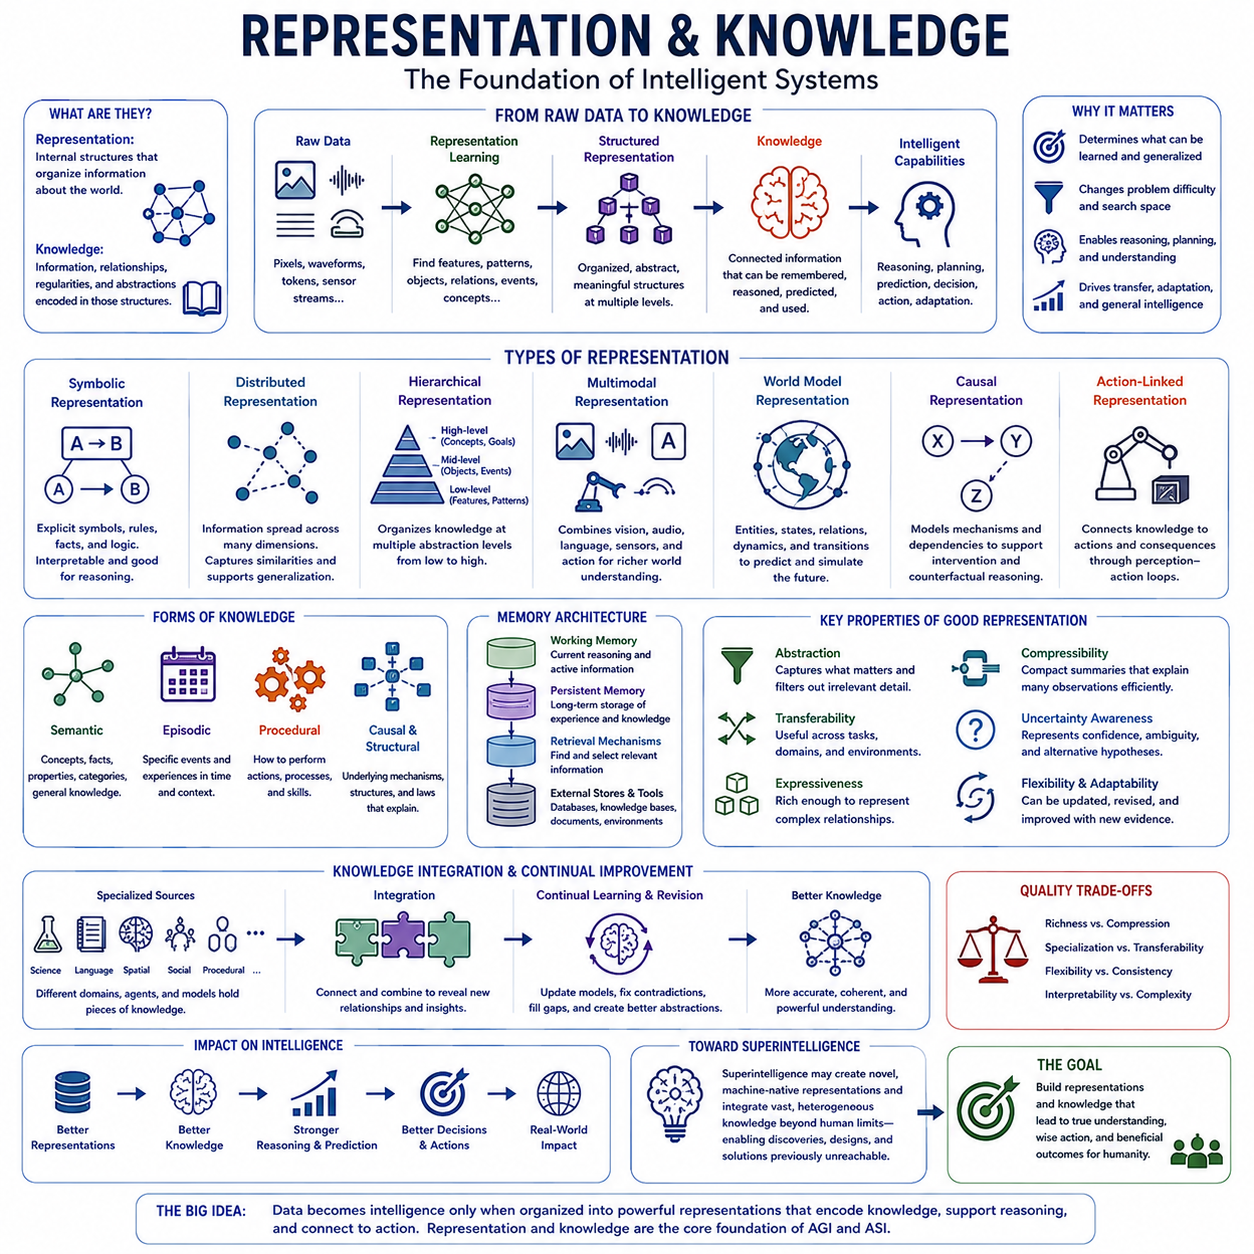 REPRESENTATION & KNOWLEDGE
The Foundation of Intelligent Systems
WHAT ARE THEY?
Representation:
Internal structures that
organize information
about the world.
Knowledge:
Information, relationships,
regularities, and abstractions
encoded in those structures.
FROM RAW DATA TO KNOWLEDGE
Raw Data
Pixels, waveforms,
tokens, sensor
streams...
Representation
Learning
Find features, patterns,
objects, relations, events,
concepts...
Structured
Representation
Organized, abstract,
meaningful structures
at multiple levels.
Knowledge
Connected information
that can be remembered,
reasoned, predicted,
and used.
Intelligent
Capabilities
Reasoning, planning,
prediction, decision,
action, adaptation.
WHY IT MATTERS
Determines what can be
learned and generalized
Changes problem difficulty
and search space
Enables reasoning, planning,
and understanding
Drives transfer, adaptation,
and general intelligence
TYPES OF REPRESENTATION
Symbolic
Representation
A → B
A → B
Explicit symbols, rules,
facts, and logic.
Interpretable and good
for reasoning.
Distributed
Representation
Information spread across
many dimensions.
Captures similarities and
supports generalization.
Hierarchical
Representation
High-level
(Concepts, Goals)
Mid-level
(Objects, Events)
Low-level
(Features, Patterns)
Organizes knowledge at
multiple abstraction levels
from low to high.
Multimodal
Representation
A
Combines vision, audio,
language, sensors, and
action for richer world
understanding.
World Model
Representation
Entities, states, relations,
dynamics, and transitions
to predict and simulate
the future.
Causal
Representation
X → Y
Z
Models mechanisms and
dependencies to support
intervention and
counterfactual reasoning.
Action-Linked
Representation
Connects knowledge to
actions and consequences
through perception–
action loops.
FORMS OF KNOWLEDGE
Semantic
Concepts, facts,
properties, categories,
general knowledge.
Episodic
Specific events and
experiences in time
and context.
Procedural
How to perform
actions, processes,
and skills.
Causal &
Structural
Underlying mechanisms,
structures, and laws
that explain.
MEMORY ARCHITECTURE
Working Memory
Current reasoning and
active information
Persistent Memory
Long-term storage of
experience and knowledge
Retrieval Mechanisms
Find and select relevant
information
External Stores & Tools
Databases, knowledge bases,
documents, environments
KEY PROPERTIES OF GOOD REPRESENTATION
Abstraction
Captures what matters and
filters out irrelevant detail.
Transferability
Useful across tasks,
domains, and environments.
Expressiveness
Rich enough to represent
complex relationships.
Compressibility
Compact summaries that explain
many observations efficiently.
?
Uncertainty Awareness
Represents confidence, ambiguity,
and alternative hypotheses.
Flexibility & Adaptability
Can be updated, revised, and
improved with new evidence.
KNOWLEDGE INTEGRATION & CONTINUAL IMPROVEMENT
Specialized Sources
...
Science Language Spatial Social Procedural ...
Different domains, agents, and models hold
pieces of knowledge.
Integration
Connect and combine to reveal new
relationships and insights.
Continual Learning & Revision
Update models, fix contradictions,
fill gaps, and create better abstractions.
Better Knowledge
More accurate, coherent, and
powerful understanding.
QUALITY TRADE-OFFS
Richness vs. Compression
Specialization vs. Transferability
Flexibility vs. Consistency
Interpretability vs. Complexity
IMPACT ON INTELLIGENCE
Better
Representations
Better
Knowledge
Stronger
Reasoning & Prediction
Better Decisions
& Actions
Real-World
Impact
TOWARD SUPERINTELLIGENCE
Superintelligence may create novel,
machine-native representations and
integrate vast, heterogeneous
knowledge beyond human limits—
enabling discoveries, designs, and
solutions previously unreachable.
THE GOAL
Build representations
and knowledge that
lead to true understanding,
wise action, and beneficial
outcomes for humanity.
THE BIG IDEA: Data becomes intelligence only when organized into powerful representations that encode knowledge, support reasoning,
and connect to action. Representation and knowledge are the core foundation of AGI and ASI.